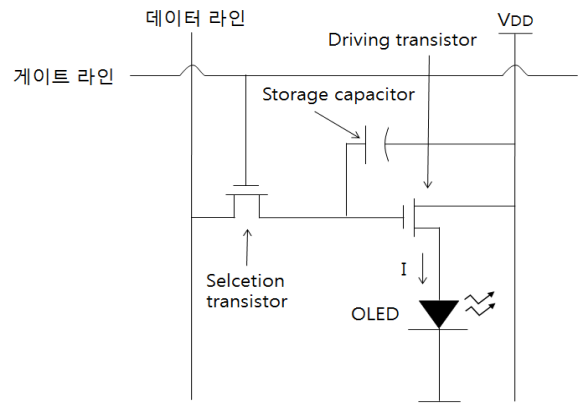 데이터 라인
VDD
Driving transistor
게이트 라인
Storage capacitor
Selcetion
transistor
I
OLED